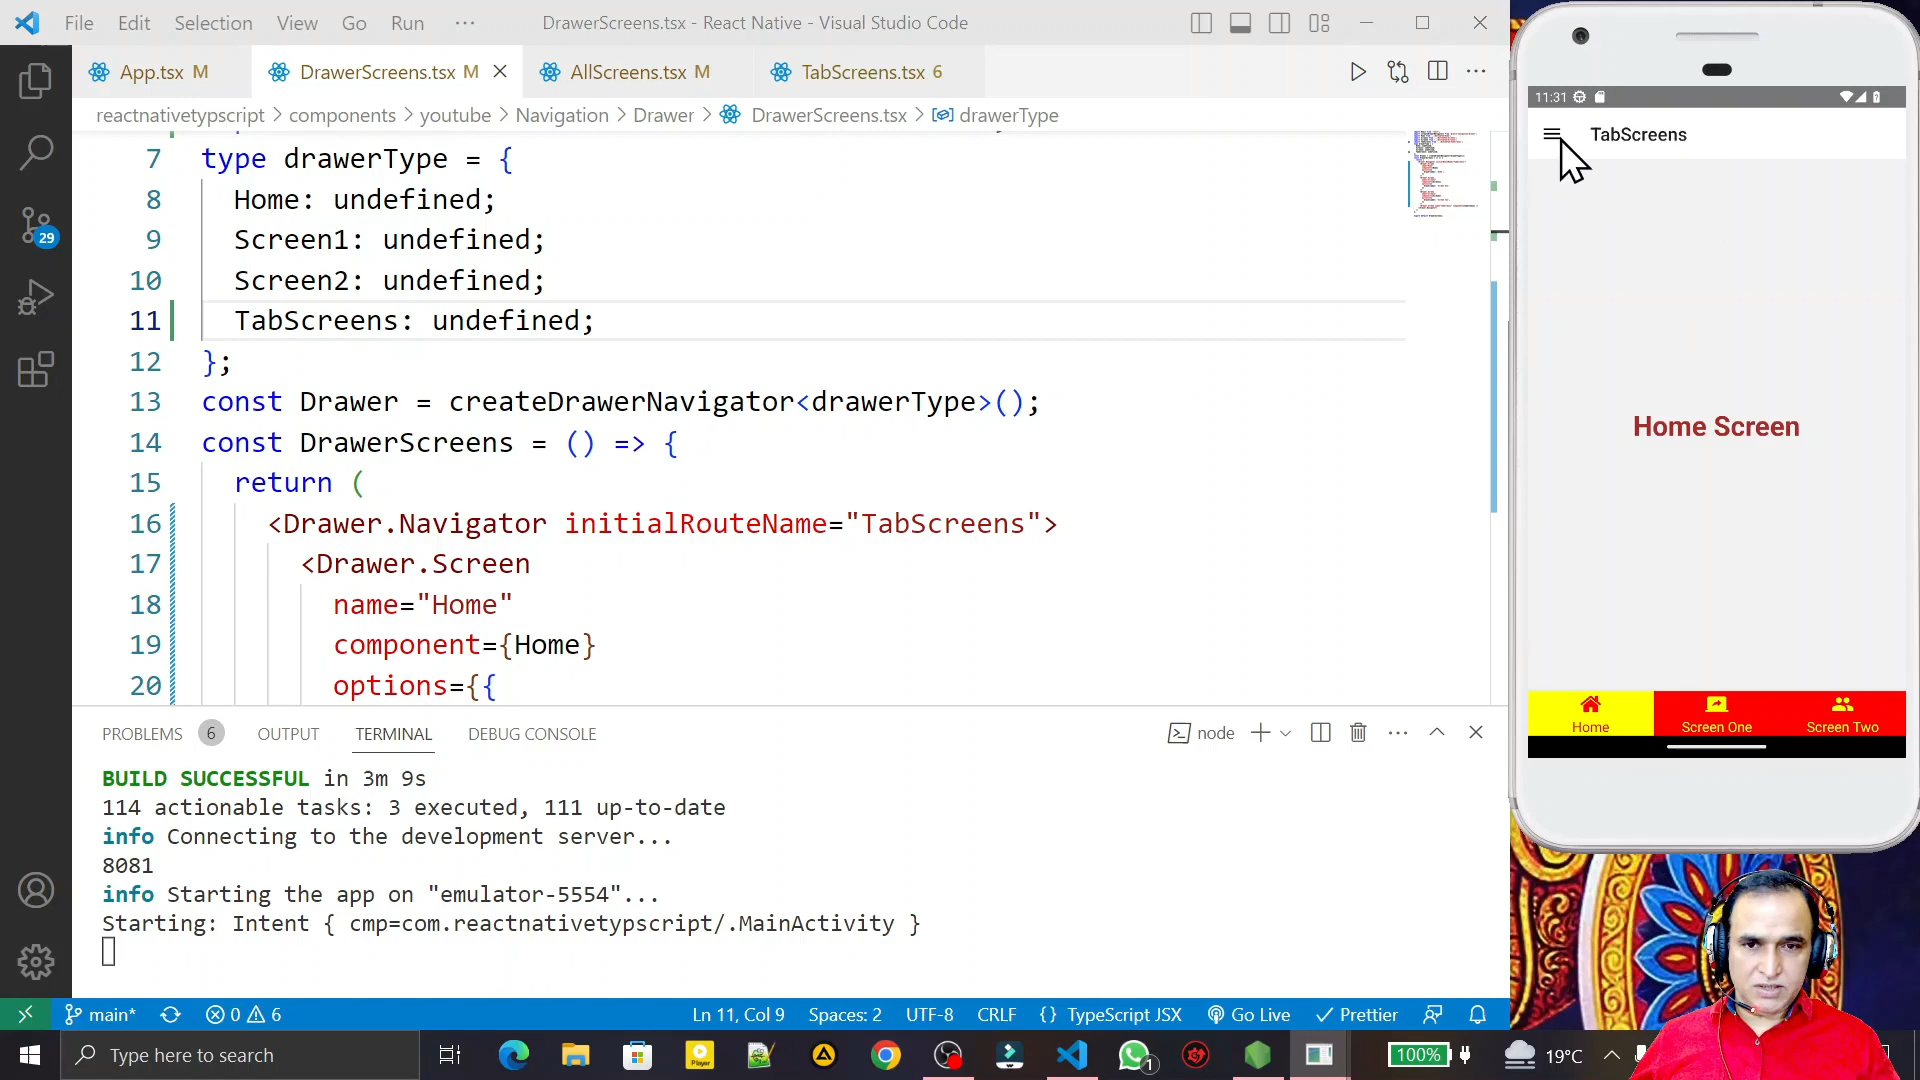 File Edit Selection View Go Run ··· DrawerScreens.tsx - React Native - Visual Studio Code
App.tsx M DrawerScreens.tsx M AllScreens.tsx M TabScreens.tsx 6
reactnativetypscript > components > youtube > Navigation > Drawer > DrawerScreens.tsx > drawerType
7 type drawerType = {
8 Home: undefined;
9 Screen1: undefined;
10 Screen2: undefined;
11 TabScreens: undefined;
12 };
13 const Drawer = createDrawerNavigator<drawerType>();
14 const DrawerScreens = () => {
15 return (
16 <Drawer.Navigator initialRouteName="TabScreens">
17 <Drawer.Screen
18 name="Home"
19 component={Home}
20 options={{
29
PROBLEMS 6 OUTPUT TERMINAL DEBUG CONSOLE node
BUILD SUCCESSFUL in 3m 9s
114 actionable tasks: 3 executed, 111 up-to-date
info Connecting to the development server...
8081
info Starting the app on "emulator-5554"...
Starting: Intent { cmp=com.reactnativetypscript/.MainActivity }
main* 0 6 Ln 11, Col 9 Spaces: 2 UTF-8 CRLF {} TypeScript JSX Go Live Prettier
Type here to search
Player
1
100%
19°C
11:31
TabScreens
Home Screen
Home Screen One Screen Two